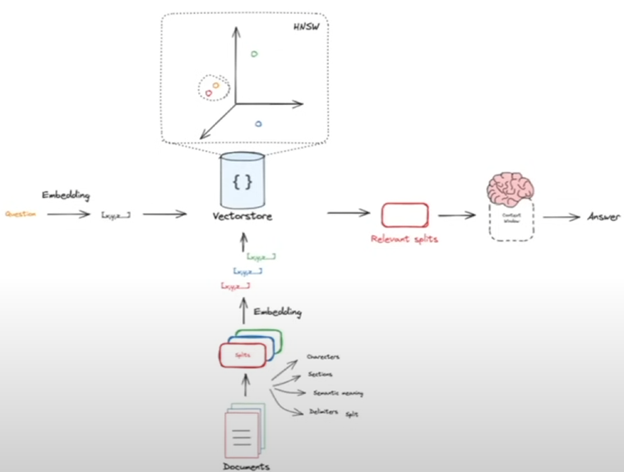 HNSW
Embedding
Question
[x,y,z,...]
{ }
Vectorstore
Relevant splits
Context
Window
Answer
[x,y,z,...]
[x,y,z,...]
[x,y,z,...]
Embedding
Splits
Characters
Sections
Semantic meaning
Delimiters Split
Documents